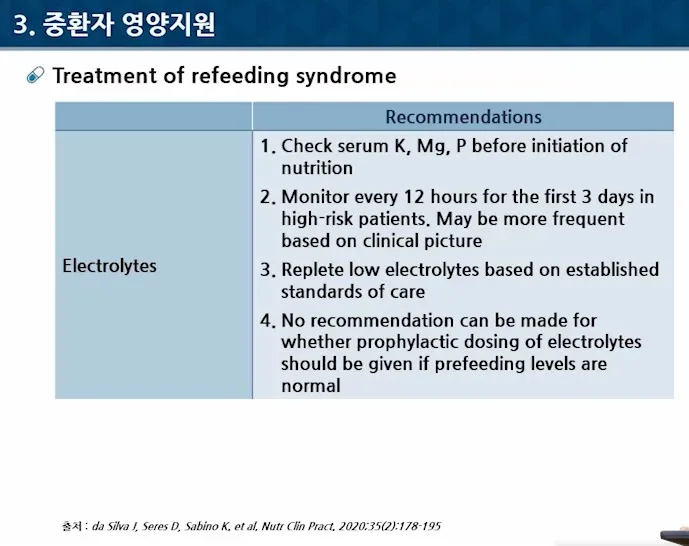 3. 중환자 영양지원
Treatment of refeeding syndrome
Recommendations
Electrolytes
1. Check serum K, Mg, P before initiation of
nutrition
2. Monitor every 12 hours for the first 3 days in
high-risk patients. May be more frequent
based on clinical picture
3. Replete low electrolytes based on established
standards of care
4. No recommendation can be made for
whether prophylactic dosing of electrolytes
should be given if prefeeding levels are
normal
출처 : da Silva J, Seres D, Sabino K, et al, Nutr Clin Pract. 2020;35(2):178-195